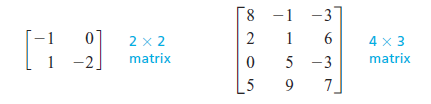 [-1 0
1 -2] 2 × 2 matrix
[8 -1 -3
2 1 6
0 5 -3
5 9 7] 4 × 3 matrix